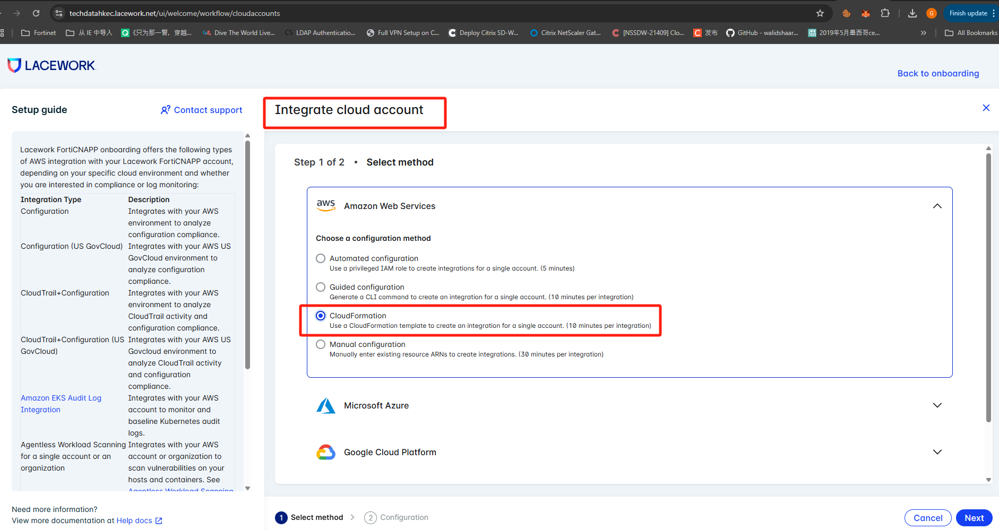 techdatahkec.lacework.net/ui/welcome/workflow/cloudaccounts
G
Finish update
Fortinet
从 IE 中导入
《只为那一瞥，穿越...
Dive The World Live...
CS LDAP Authenticatio...
Full VPN Setup on C...
Deploy Citrix SD-W...
Citrix NetScaler Gat...
[NSSDW-21409] Clo...
发布
GitHub - walidshaar...
2019年5月墨西哥ce...
»
All Bookmarks
LACEWORK
Back to onboarding
Setup guide
Contact support
Integrate cloud account
Lacework FortiCNAPP onboarding offers the following types
of AWS integration with your Lacework FortiCNAPP account,
depending on your specific cloud environment and whether
you are interested in compliance or log monitoring:
Integration Type Description
Configuration Integrates with your AWS
environment to analyze
configuration compliance.
Configuration (US GovCloud) Integrates with your AWS US
GovCloud environment to
analyze configuration
compliance.
CloudTrail+Configuration Integrates with your AWS
environment to analyze
CloudTrail activity and
configuration compliance.
CloudTrail+Configuration (US Integrates with your AWS US
GovCloud) Govcloud environment to
analyze CloudTrail activity
and configuration
compliance.
Amazon EKS Audit Log Integrates with your AWS
Integration account to monitor and
baseline Kubernetes audit
logs.
Agentless Workload Scanning Integrates with your AWS
for a single account or an account or organization to
organization scan vulnerabilities on your
hosts and containers. See
Agentless Workload Scanning
Need more information?
View more documentation at Help docs
Step 1 of 2 • Select method
aws Amazon Web Services
Choose a configuration method
Automated configuration
Use a privileged IAM role to create integrations for a single account. (5 minutes)
Guided configuration
Generate a CLI command to create an integration for a single account. (10 minutes per integration)
CloudFormation
Use a CloudFormation template to create an integration for a single account. (10 minutes per integration)
Manual configuration
Manually enter existing resource ARNs to create integrations. (30 minutes per integration)
Microsoft Azure
Google Cloud Platform
1 Select method
2 Configuration
Cancel
Next